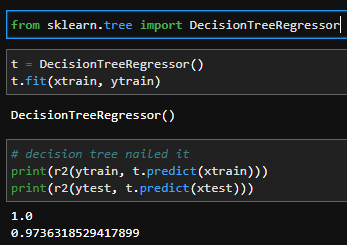 from sklearn.tree import DecisionTreeRegressor
t = DecisionTreeRegressor()
t.fit(xtrain, ytrain)
DecisionTreeRegressor()
# decision tree nailed it
print(r2(ytrain, t.predict(xtrain)))
print(r2(ytest, t.predict(xtest)))
1.0
0.9736318529417899